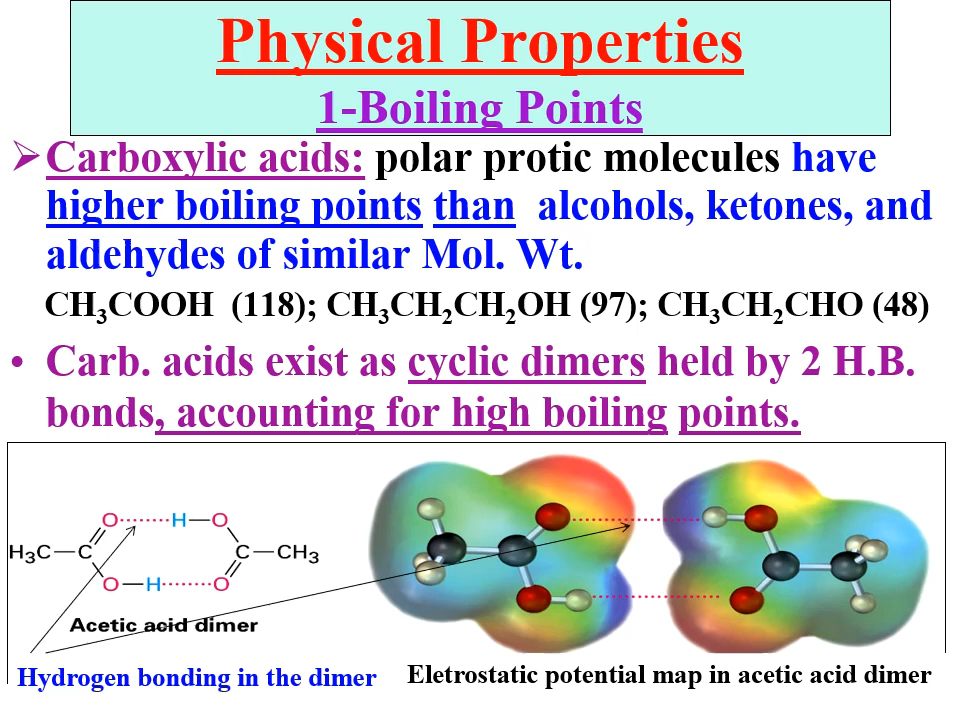 Physical Properties
1-Boiling Points
➢Carboxylic acids: polar protic molecules have
higher boiling points than alcohols, ketones, and
aldehydes of similar Mol. Wt.
CH₃COOH (118); CH₃CH₂CH₂OH (97); CH₃CH₂CHO (48)
• Carb. acids exist as cyclic dimers held by 2 H.B.
bonds, accounting for high boiling points.
O H—O
H₃C—C C—CH₃
O—H O
Acetic acid dimer
Hydrogen bonding in the dimer
Eletrostatic potential map in acetic acid dimer